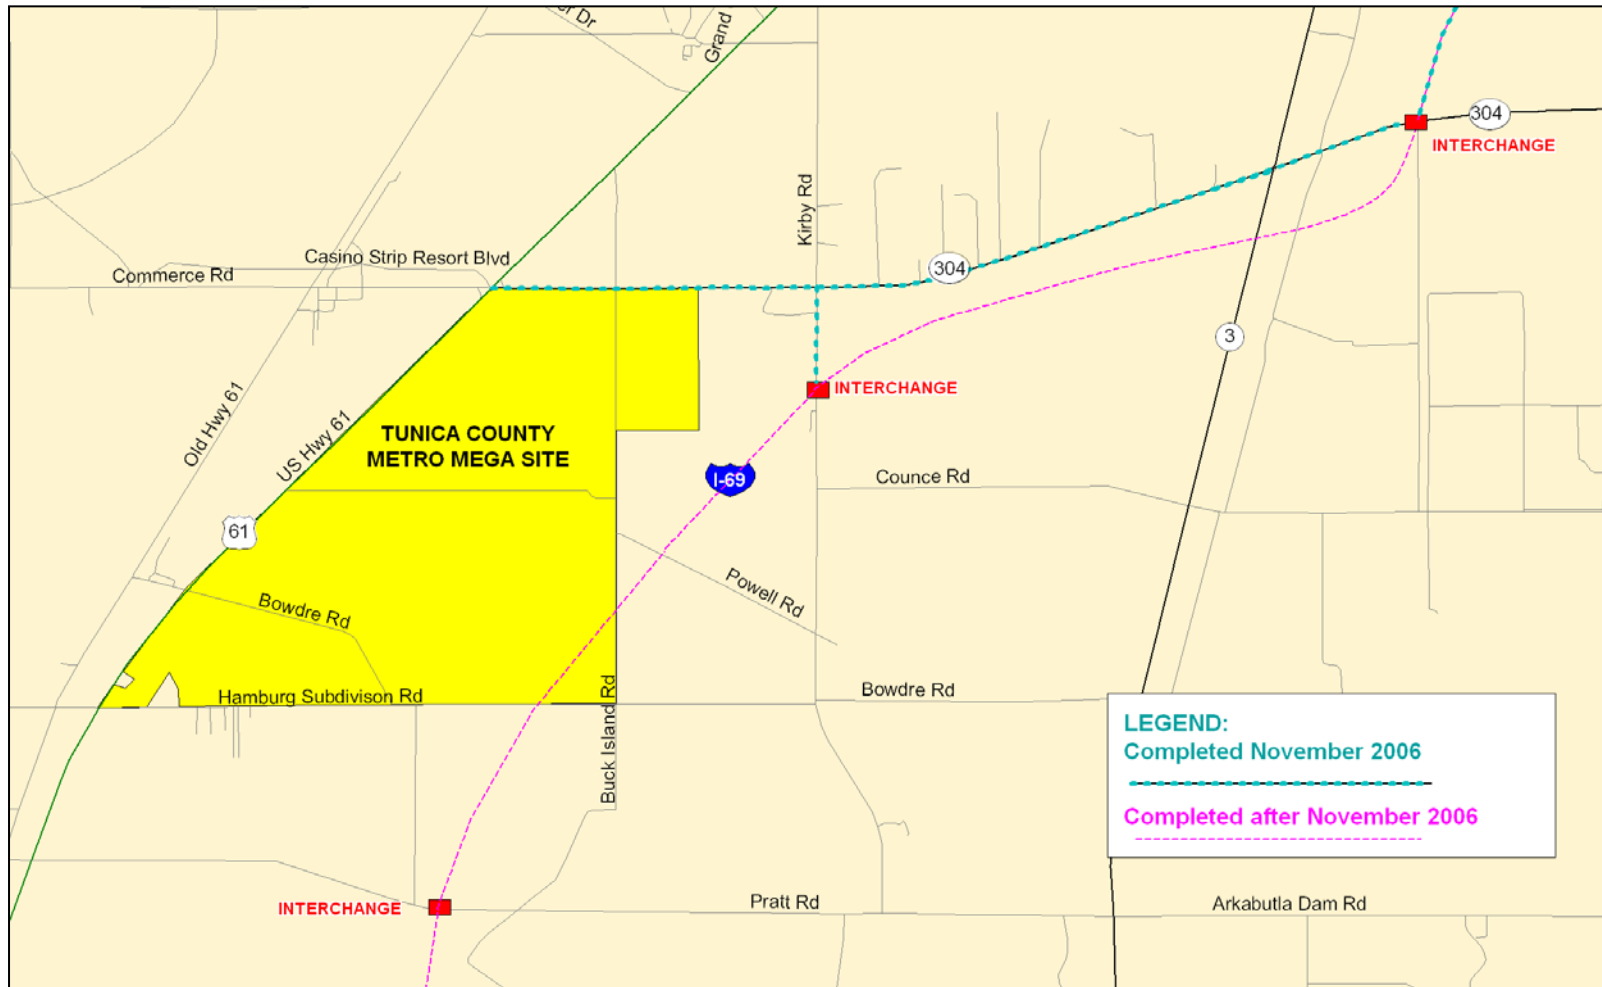 er Dr
Grand
304
INTERCHANGE
Kirby Rd
Casino Strip Resort Blvd
Commerce Rd
304
3
INTERCHANGE
Old Hwy 61
US Hwy 61
TUNICA COUNTY
METRO MEGA SITE
I-69
Counce Rd
61
Powell Rd
Bowdre Rd
Hamburg Subdivison Rd
Buck Island Rd
Bowdre Rd
LEGEND:
Completed November 2006
Completed after November 2006
INTERCHANGE
Pratt Rd
Arkabutla Dam Rd